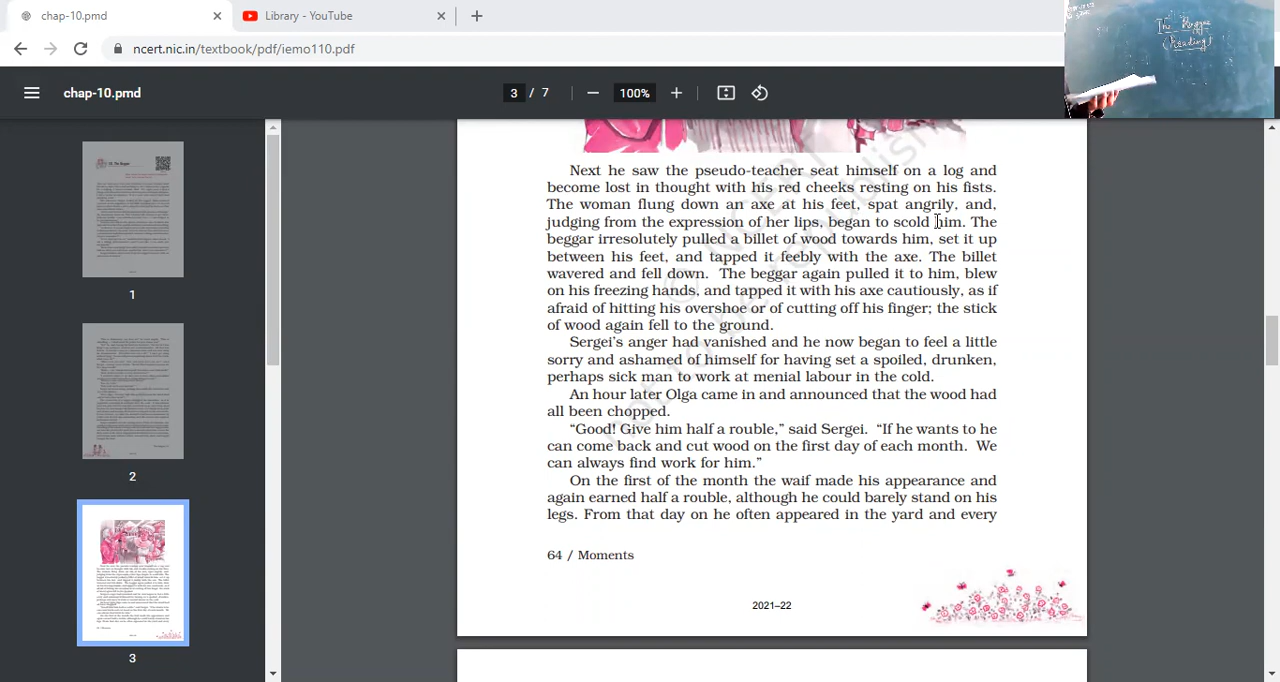 chap-10.pmd
Library - YouTube
ncert.nic.in/textbook/pdf/iemo110.pdf
The Beggar
(reading)
chap-10.pmd
3 / 7
100%
Next he saw the pseudo-teacher seat himself on a log and
become lost in thought with his red cheeks resting on his fists.
The woman flung down an axe at his feet, spat angrily, and,
judging from the expression of her lips, began to scold him. The
beggar irresolutely pulled a billet of wood towards him, set it up
between his feet, and tapped it feebly with the axe. The billet
wavered and fell down. The beggar again pulled it to him, blew
on his freezing hands, and tapped it with his axe cautiously, as if
afraid of hitting his overshoe or of cutting off his finger; the stick
of wood again fell to the ground.
Sergei's anger had vanished and he now began to feel a little
sorry and ashamed of himself for having set a spoiled, drunken,
perhaps sick man to work at menial labour in the cold.
An hour later Olga came in and announced that the wood had
all been chopped.
“Good! Give him half a rouble,” said Sergei. “If he wants to he
can come back and cut wood on the first day of each month. We
can always find work for him.”
On the first of the month the waif made his appearance and
again earned half a rouble, although he could barely stand on his
legs. From that day on he often appeared in the yard and every
64 / Moments
2021–22
1
2
3